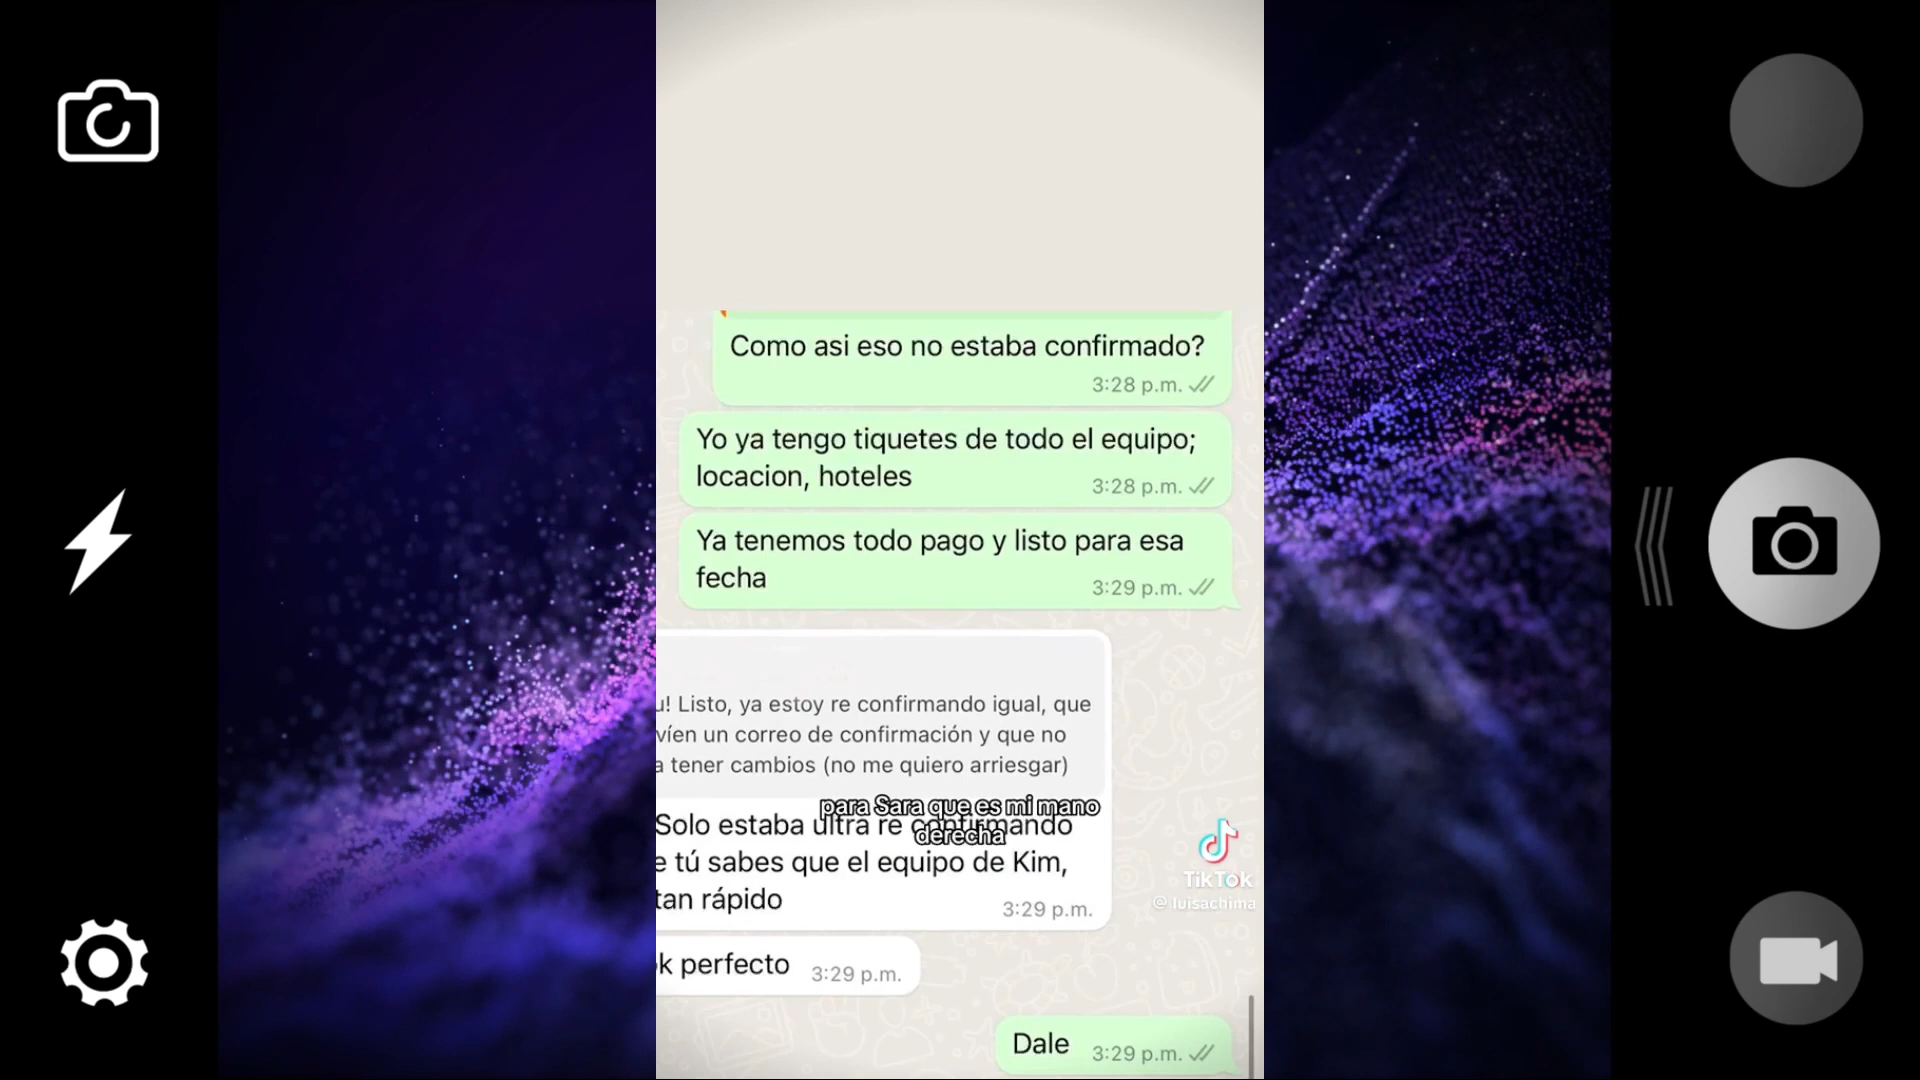 Como asi eso no estaba confirmado?
3:28 p.m.
Yo ya tengo tiquetes de todo el equipo;
locacion, hoteles
3:28 p.m.
Ya tenemos todo pago y listo para esa
fecha
3:29 p.m.
u! Listo, ya estoy re confirmando igual, que
víen un correo de confirmación y que no
a tener cambios (no me quiero arriesgar)
para Sara que es mi mano
derecha
Solo estaba ultra re confirmando
e tú sabes que el equipo de Kim,
tan rápido
3:29 p.m.
k perfecto
3:29 p.m.
Dale
3:29 p.m.
TikTok
@ luisachima